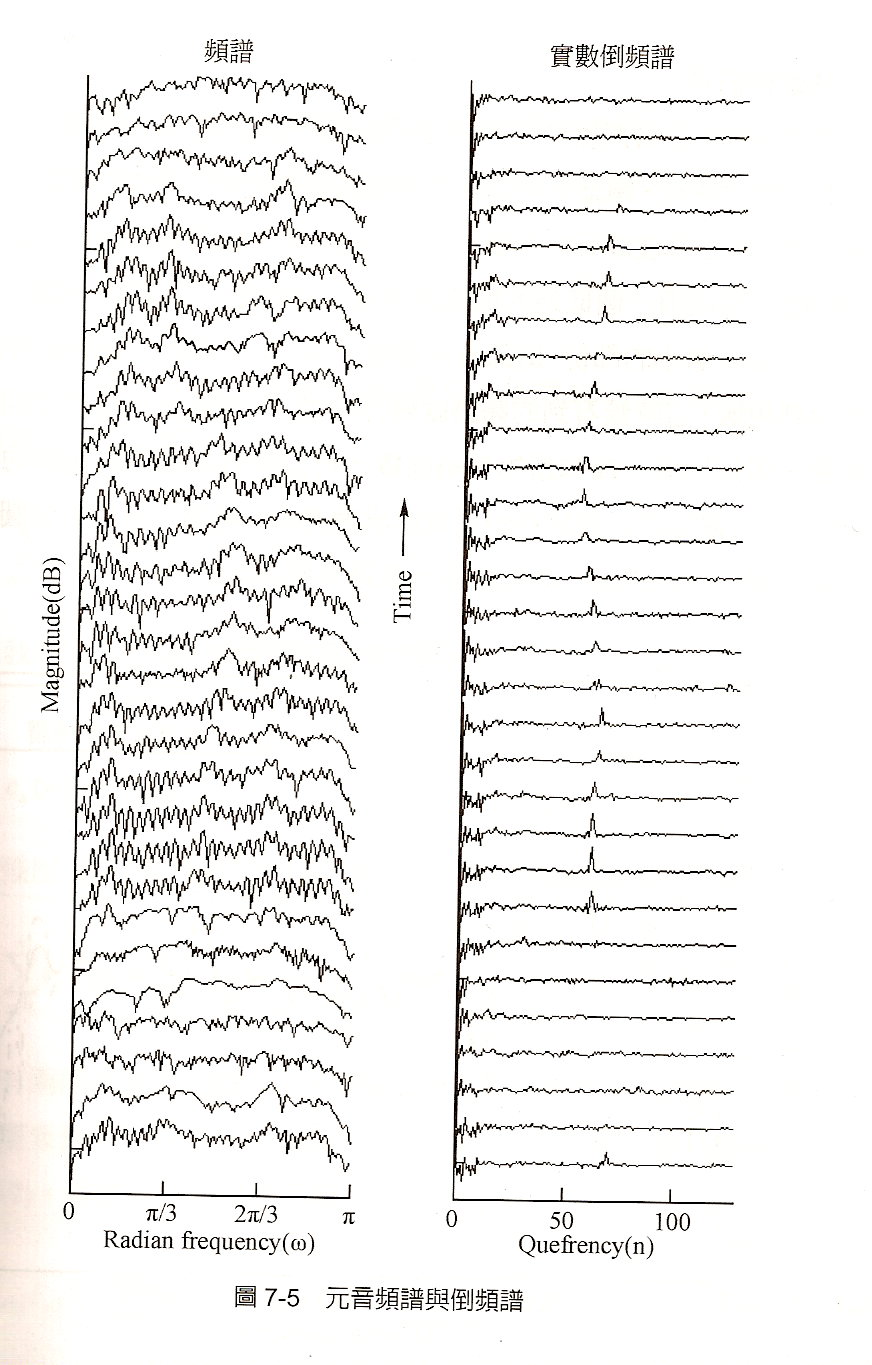 頻譜
實數倒頻譜
Magnitude(dB)
Time
0 π/3 2π/3 π
Radian frequency(ω)
0 50 100
Quefrency(n)
圖 7-5 元音頻譜與倒頻譜